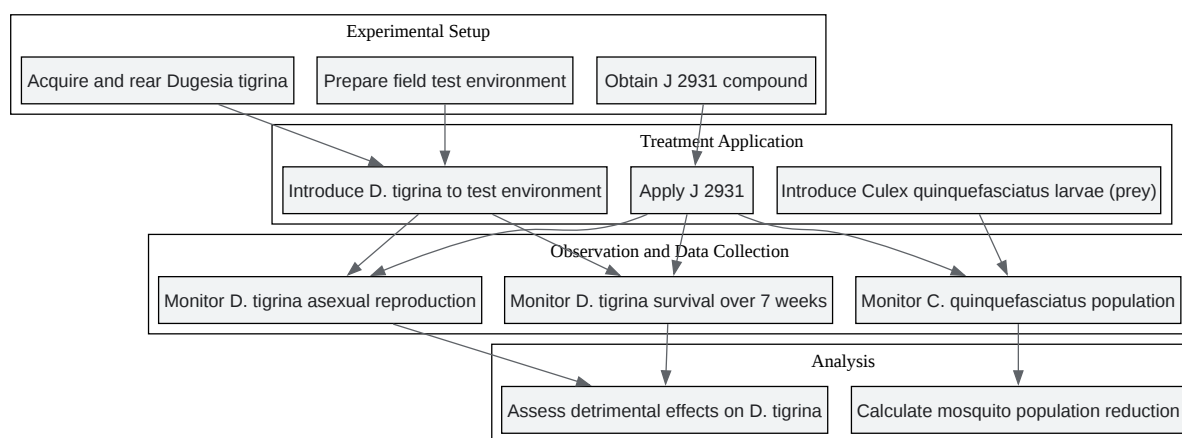 Experimental Setup
Acquire and rear Dugesia tigrina
Prepare field test environment
Obtain J 2931 compound
Treatment Application
Introduce D. tigrina to test environment
Apply J 2931
Introduce Culex quinquefasciatus larvae (prey)
Observation and Data Collection
Monitor D. tigrina asexual reproduction
Monitor D. tigrina survival over 7 weeks
Monitor C. quinquefasciatus population
Analysis
Assess detrimental effects on D. tigrina
Calculate mosquito population reduction